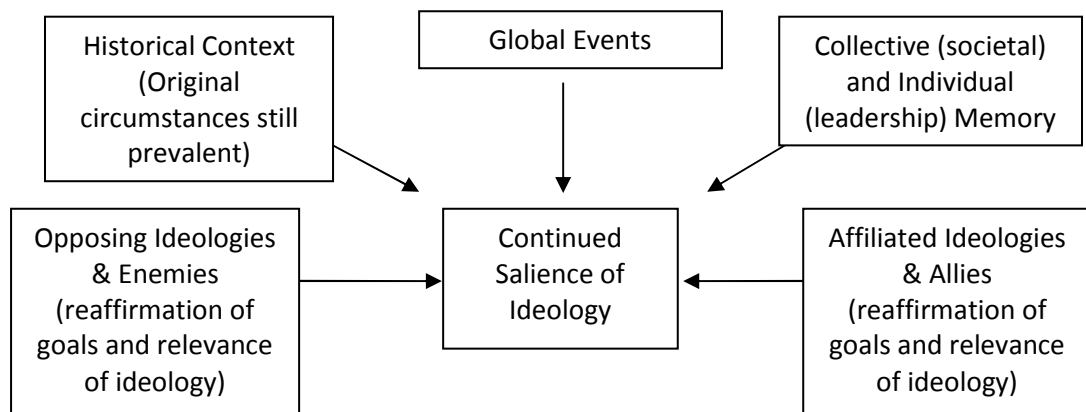 Historical Context
(Original
circumstances still
prevalent)
Global Events
Collective (societal)
and Individual
(leadership) Memory
Opposing Ideologies
& Enemies
(reaffirmation of
goals and relevance
of ideology)
Continued
Salience of
Ideology
Affiliated Ideologies
& Allies
(reaffirmation of
goals and relevance
of ideology)